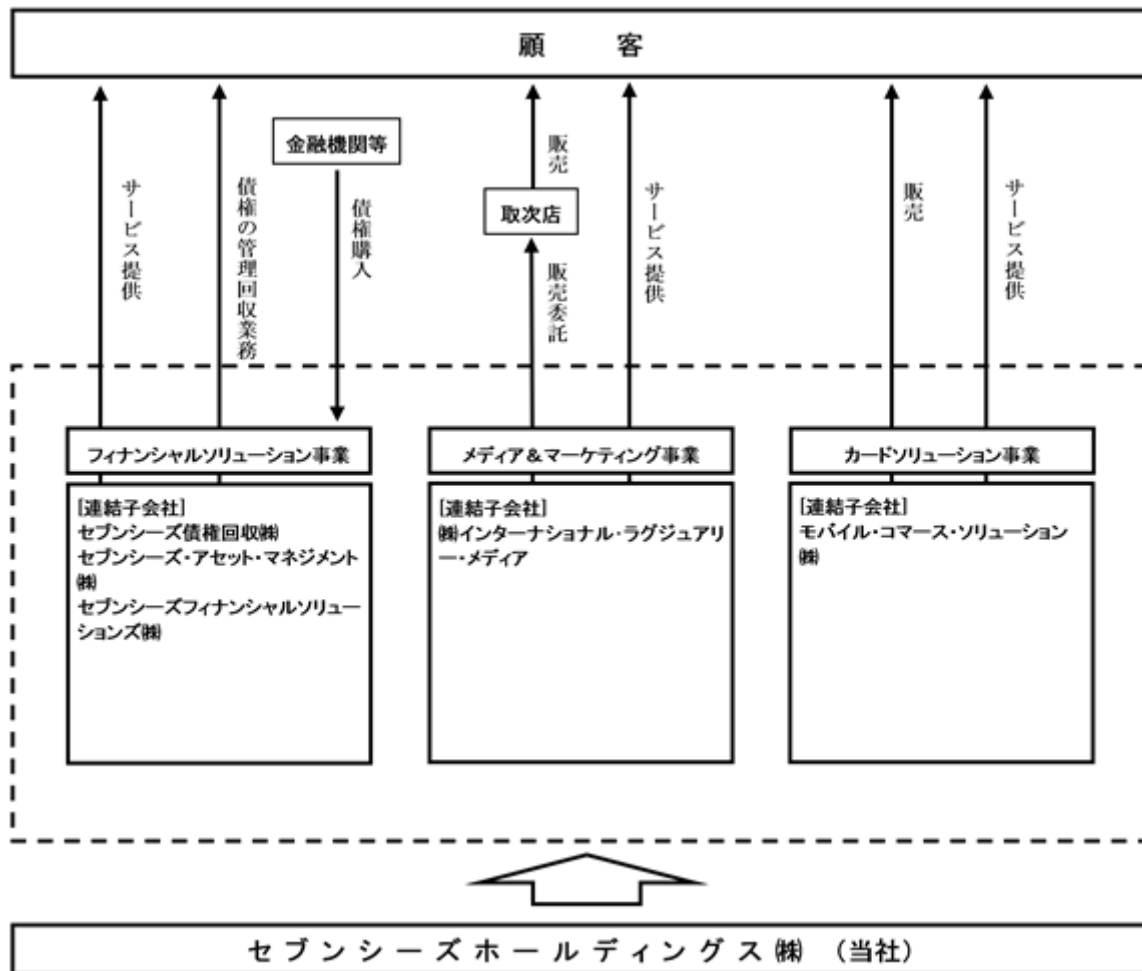 顧 客
金融機関等
販売
取次店
サービス提供
債権の管理回収業務
債権購入
販売委託
サービス提供
販売
サービス提供
フィナンシャルソリューション事業
[連結子会社]
セブンシーズ債権回収㈱
セブンシーズ・アセット・マネジメント
㈱
セブンシーズフィナンシャルソリュー
ションズ㈱
メディア&マーケティング事業
[連結子会社]
㈱インターナショナル・ラグジュアリ
ー・メディア
カードソリューション事業
[連結子会社]
モバイル・コマース・ソリューション
㈱
セブンシーズホールディングス㈱ (当社)